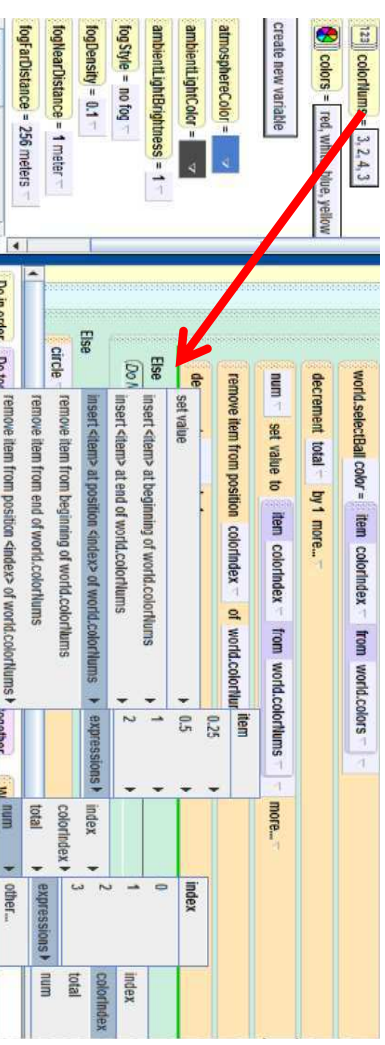 colorNums = 3, 2, 4, 3
colors = red, white, blue, yellow
create new variable
atmosphereColor =
ambientLightColor =
ambientLightBrightness = 1
fogStyle = no fog
fogDensity = 0.1
fogNearDistance = 1 meter
fogFarDistance = 256 meters
world.selectBall color = item colorIndex from world.colors
decrement total by 1 more...
num set value to item colorIndex from world.colorNums more...
remove item from position colorIndex of world.colorNur
de
Else
(Do N
Else
circle
Do in order
Do tog
set value
insert <item> at beginning of world.colorNums
insert <item> at end of world.colorNums
insert <item> at position <index> of world.colorNums
remove item from beginning of world.colorNums
remove item from end of world.colorNums
remove item from position <index> of world.colorNums
item
0.25
0.5
1
2
expressions
index
colorIndex
total
num
index
0
1
2
3
expressions
other...
index
colorIndex
total
num
ogether
W